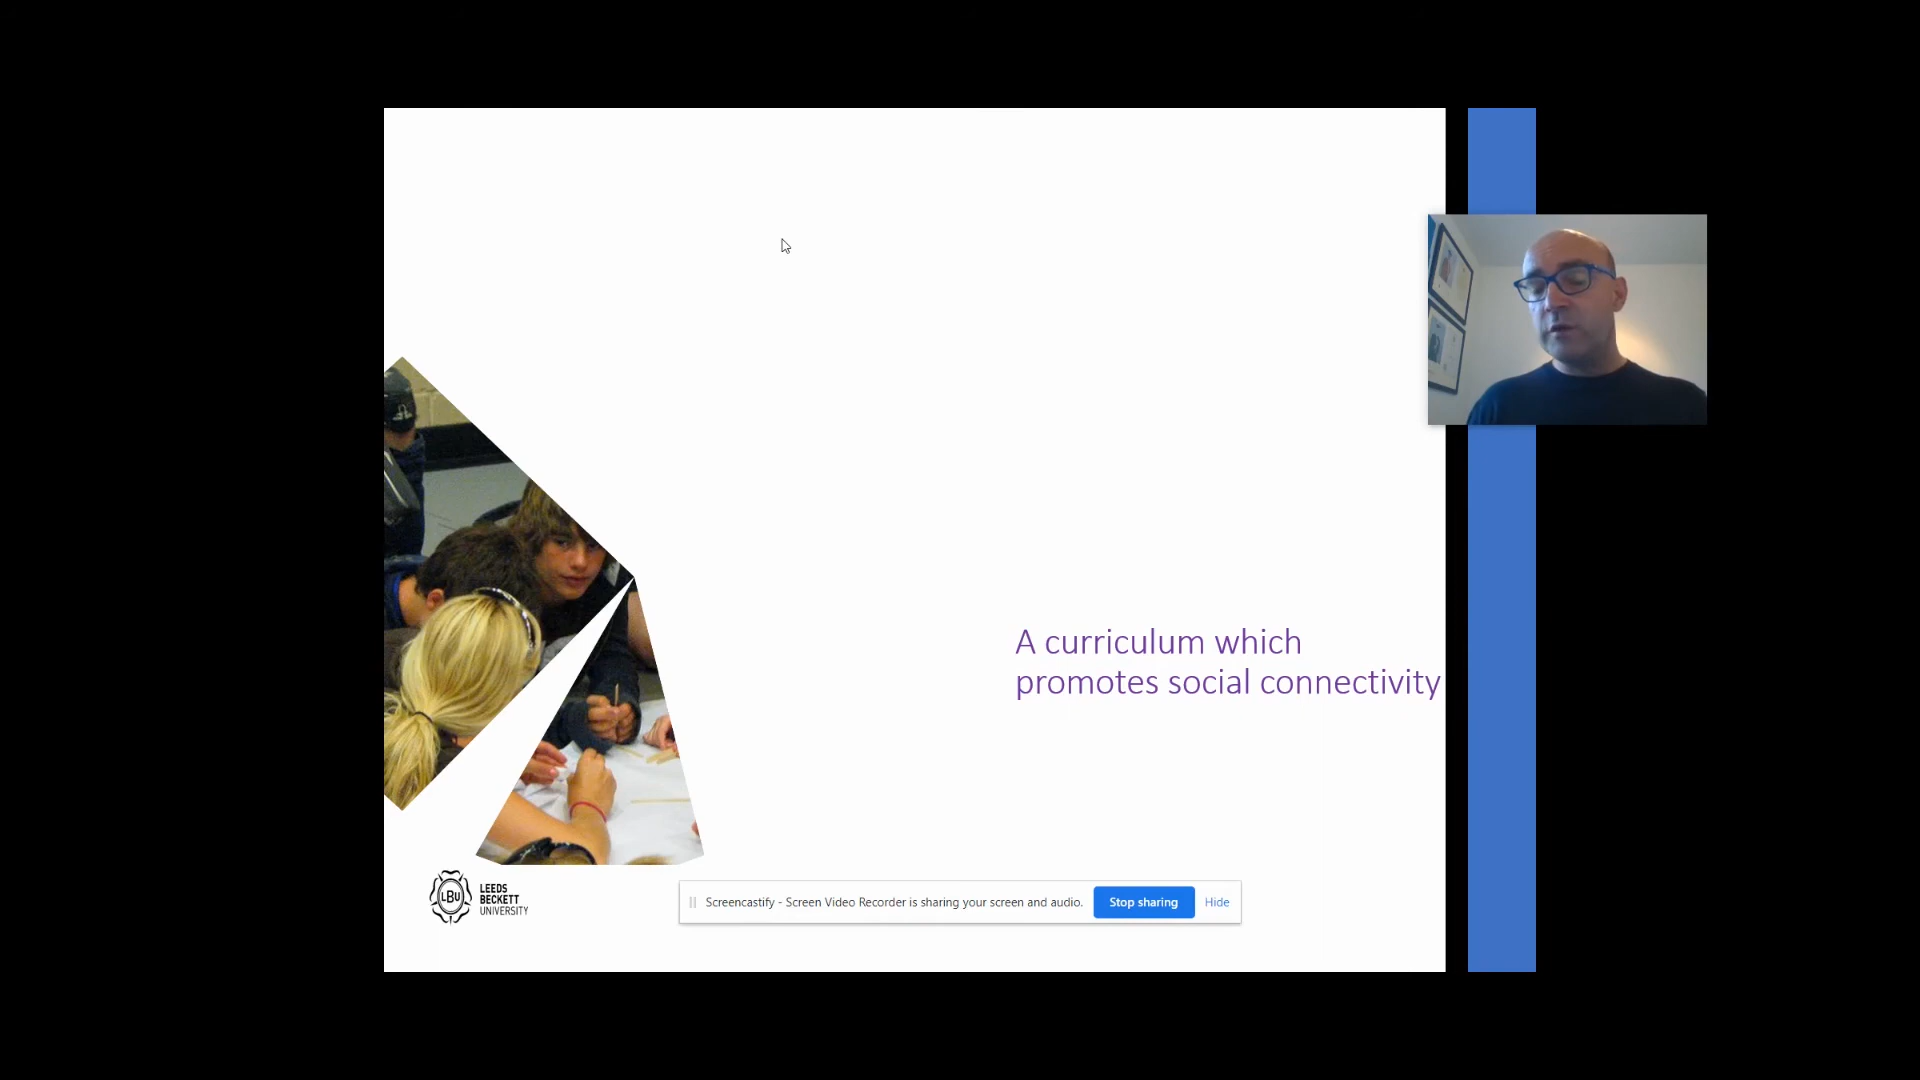 A curriculum which
promotes social connectivity
LBU
LEEDS
BECKETT
UNIVERSITY
Screencastify - Screen Video Recorder is sharing your screen and audio.
Stop sharing
Hide